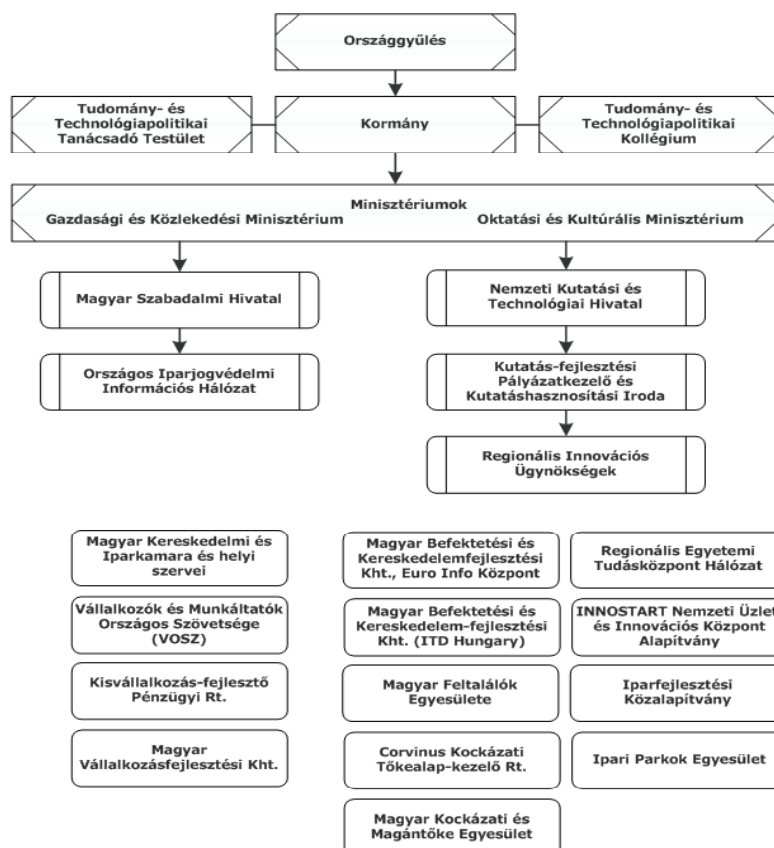 Országgyűlés
Tudomány- és
Technológiapolitikai
Tanácsadó Testület
Kormány
Tudomány- és
Technológiapolitikai
Kollégium
Minisztériumok
Gazdasági és Közlekedési Minisztérium
Oktatási és Kultúrális Minisztérium
Magyar Szabadalmi Hivatal
Nemzeti Kutatási és
Technológiai Hivatal
Országos Iparjogvédelmi
Információs Hálózat
Kutatás-fejlesztési
Pályázatkezelő és
Kutatáshasznosítási Iroda
Regionális Innovációs
Ügynökségek
Magyar Kereskedelmi és
Iparkamara és helyi
szervei
Magyar Befektetési és
Kereskedelemfejlesztési
Kht., Euro Info Központ
Regionális Egyetemi
Tudásközpont Hálózat
Vállalkozók és Munkáltatók
Országos Szövetsége
(VOSZ)
Magyar Befektetési és
Kereskedelem-fejlesztési
Kht. (ITD Hungary)
INNOSTART Nemzeti Üzleti
és Innovációs Központ
Alapítvány
Kisvállalkozás-fejlesztő
Pénzügyi Rt.
Magyar Feltalálók
Egyesülete
Iparfejlesztési
Közalapítvány
Magyar
Vállalkozásfejlesztési Kht.
Corvinus Kockázati
Tőkealap-kezelő Rt.
Ipari Parkok Egyesület
Magyar Kockázati és
Magántőke Egyesület